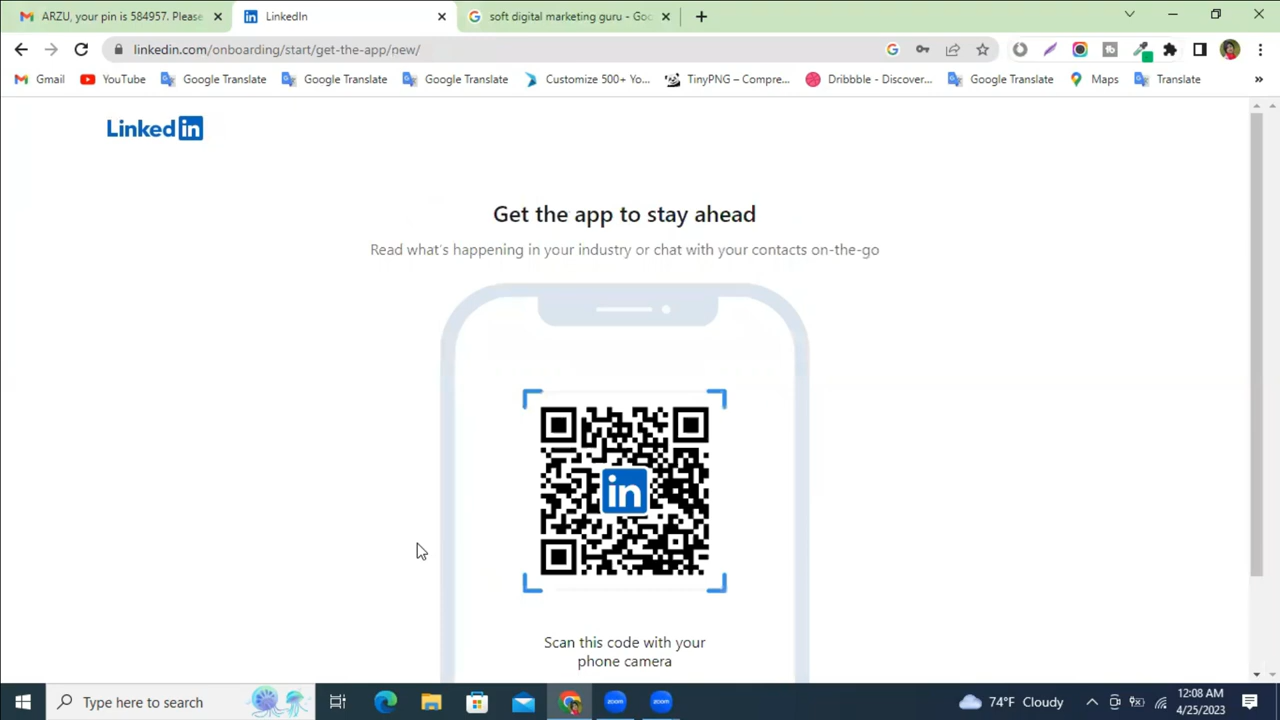 ARZU, your pin is 584957. Please
LinkedIn
soft digital marketing guru - Goo
linkedin.com/onboarding/start/get-the-app/new/
Gmail
YouTube
Google Translate
Google Translate
Google Translate
Customize 500+ Yo...
TinyPNG – Compre...
Dribbble - Discover...
Google Translate
Maps
Translate
»
Linked in
Get the app to stay ahead
Read what's happening in your industry or chat with your contacts on-the-go
in
Scan this code with your
phone camera
Type here to search
zoom
zoom
74°F Cloudy
12:08 AM
4/25/2023